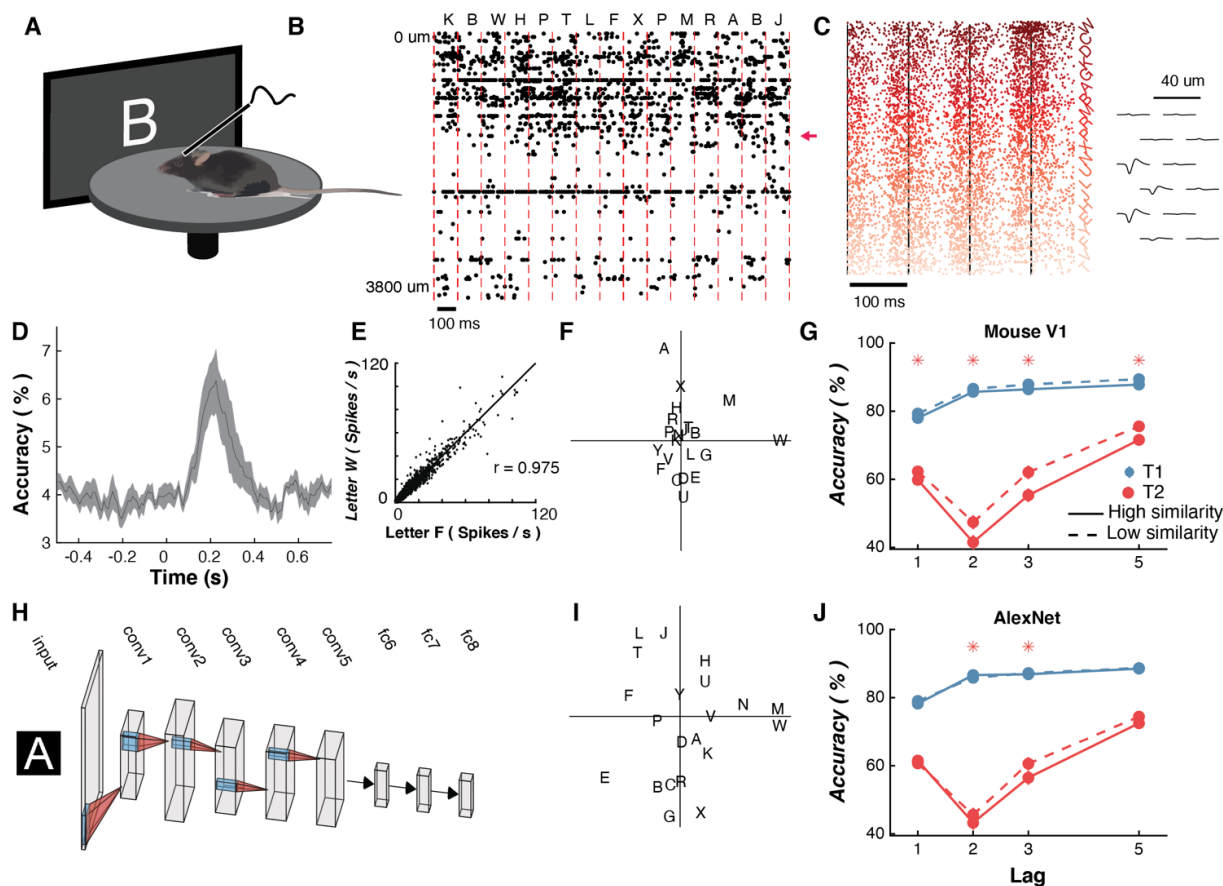 A
B
B
K B W H P T L F X P M R A B J
0 um
3800 um
100 ms
C
40 um
100 ms
D
Accuracy ( % )
7
6
5
4
3
-0.4 -0.2 0 0.2 0.4 0.6
Time (s)
E
Letter W (Spikes / s)
120
0
r = 0.975
0 120
Letter F ( Spikes / s )
F
A
X
M
H
R
T
P N B
K W
Y L G
V
F
C D E
U
G
Mouse V1
Accuracy ( % )
100
80
60
40
T1
T2
High similarity
Low similarity
1 2 3 5
H
input conv1 conv2 conv3 conv4 conv5 fc6 fc7 fc8
A
I
L J
T H
U
F Y
N M
P V W
D A
K
E
B C R
G X
J
AlexNet
Accuracy ( % )
100
80
60
40
1 2 3 5
Lag